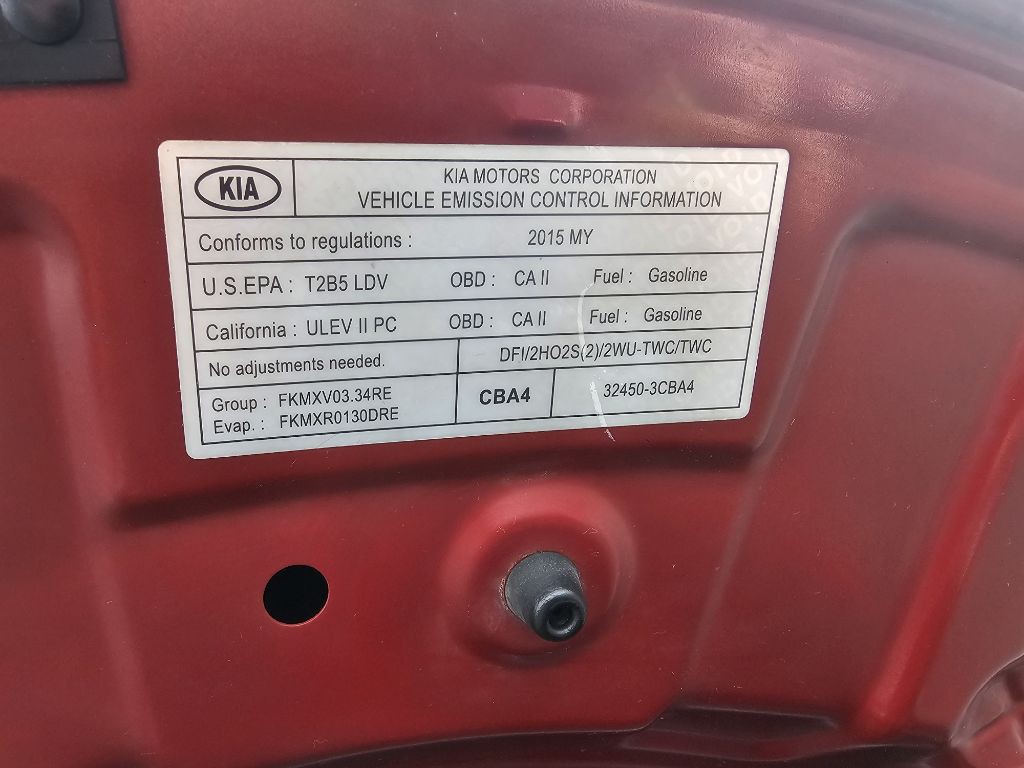 KIA
KIA MOTORS CORPORATION
VEHICLE EMISSION CONTROL INFORMATION
Conforms to regulations : 2015 MY
U.S.EPA : T2B5 LDV OBD : CA II Fuel : Gasoline
California : ULEV II PC OBD : CA II Fuel : Gasoline
No adjustments needed. DFI/2HO2S(2)/2WU-TWC/TWC
Group : FKMXV03.34RE
Evap. : FKMXR0130DRE
CBA4 32450-3CBA4